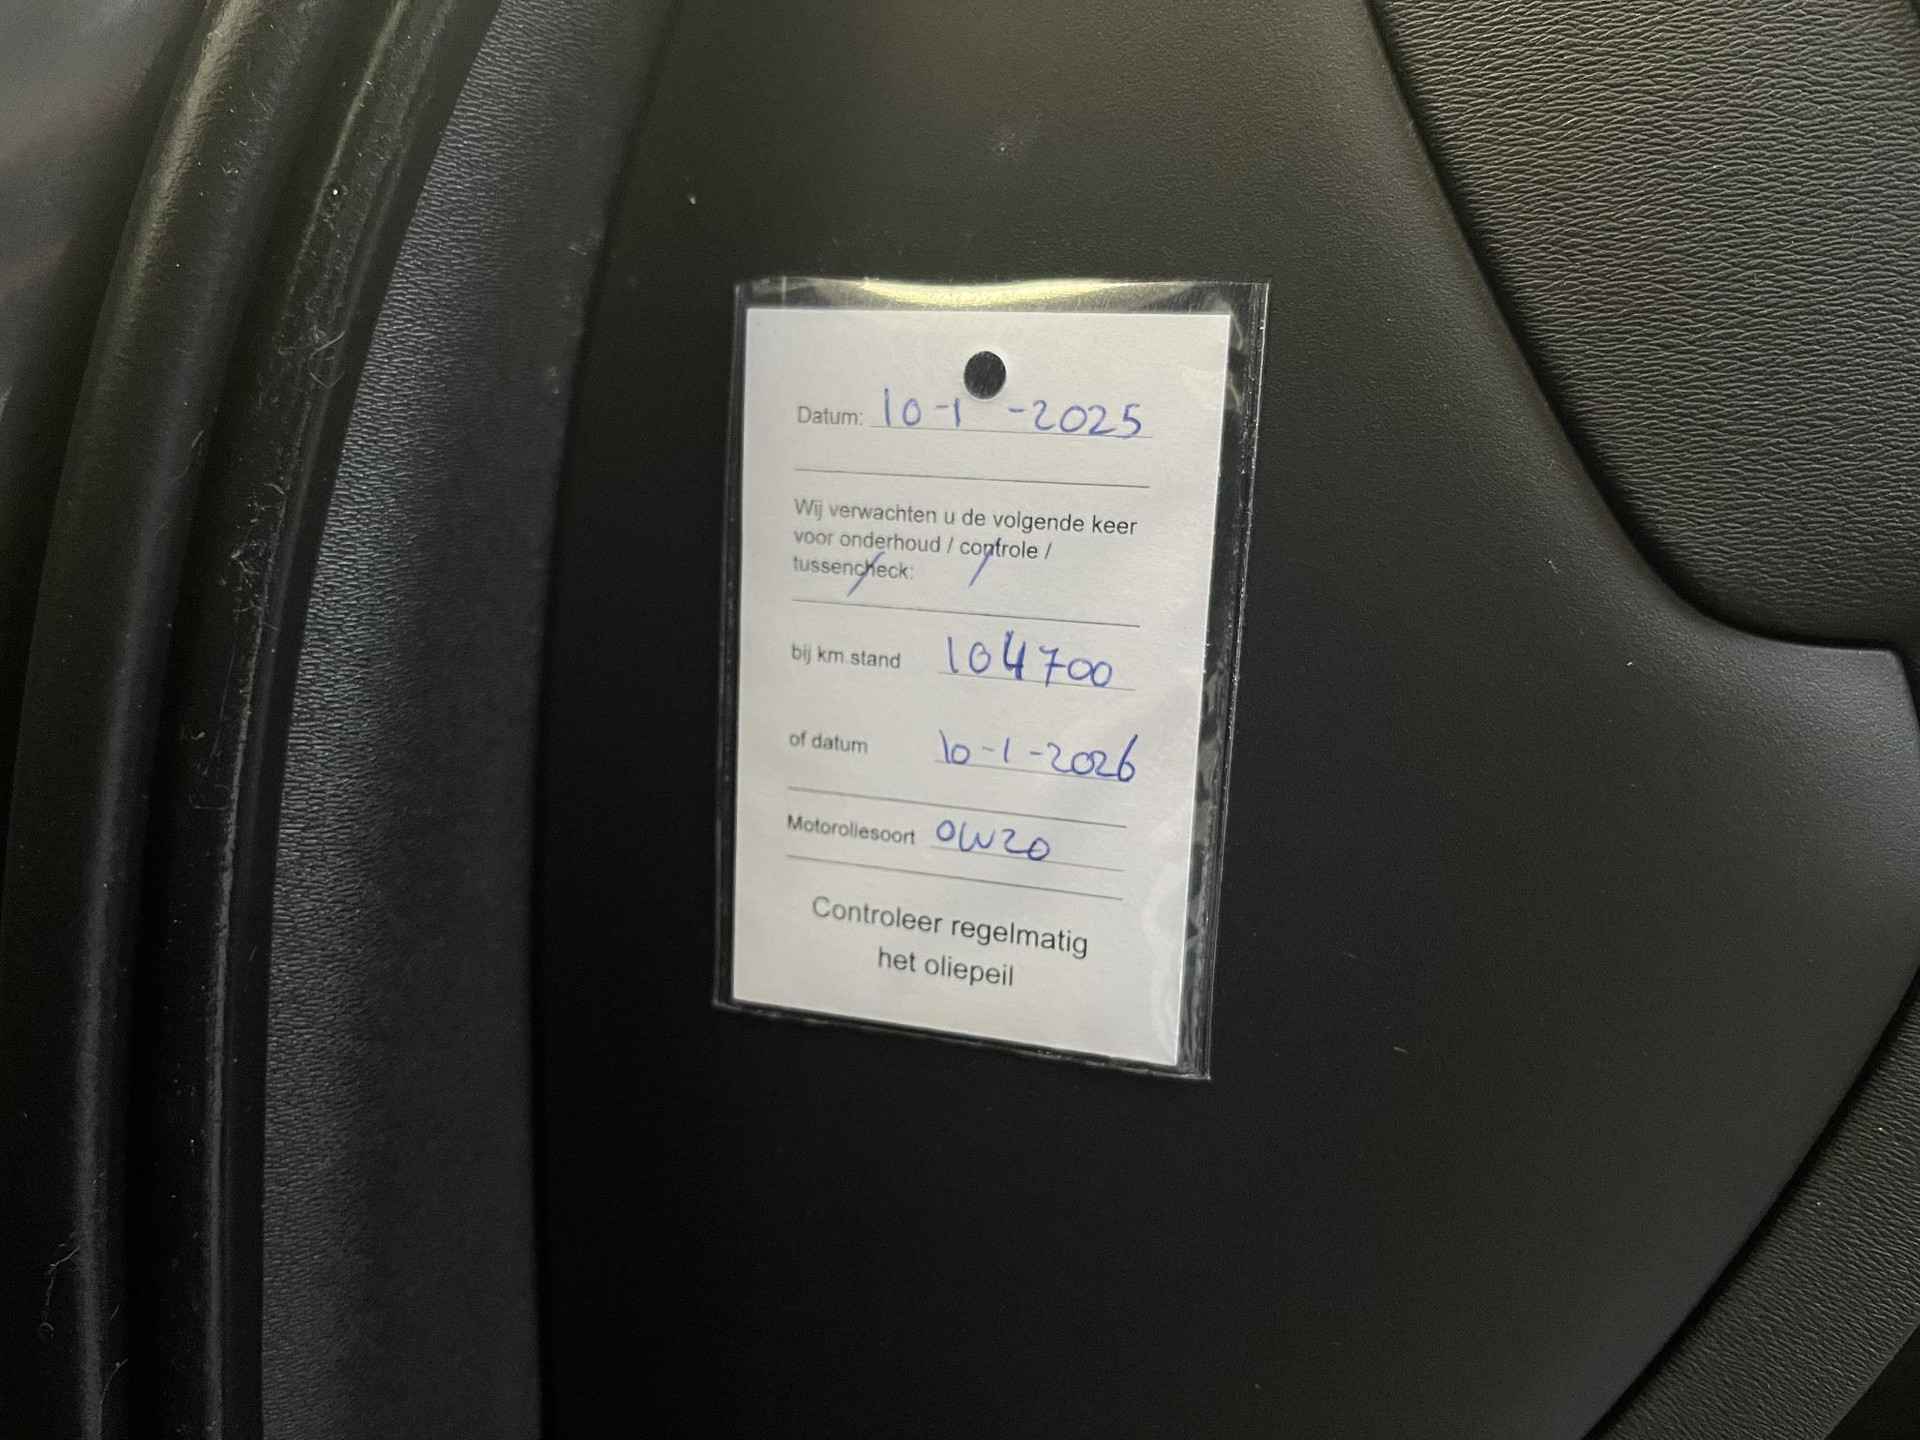 Datum: 10-1 -2025
Wij verwachten u de volgende keer
voor onderhoud / controle /
tussencheck:
bij km.stand 104700
of datum 10-1-2026
Motoroliesoort 0W20
Controleer regelmatig
het oliepeil